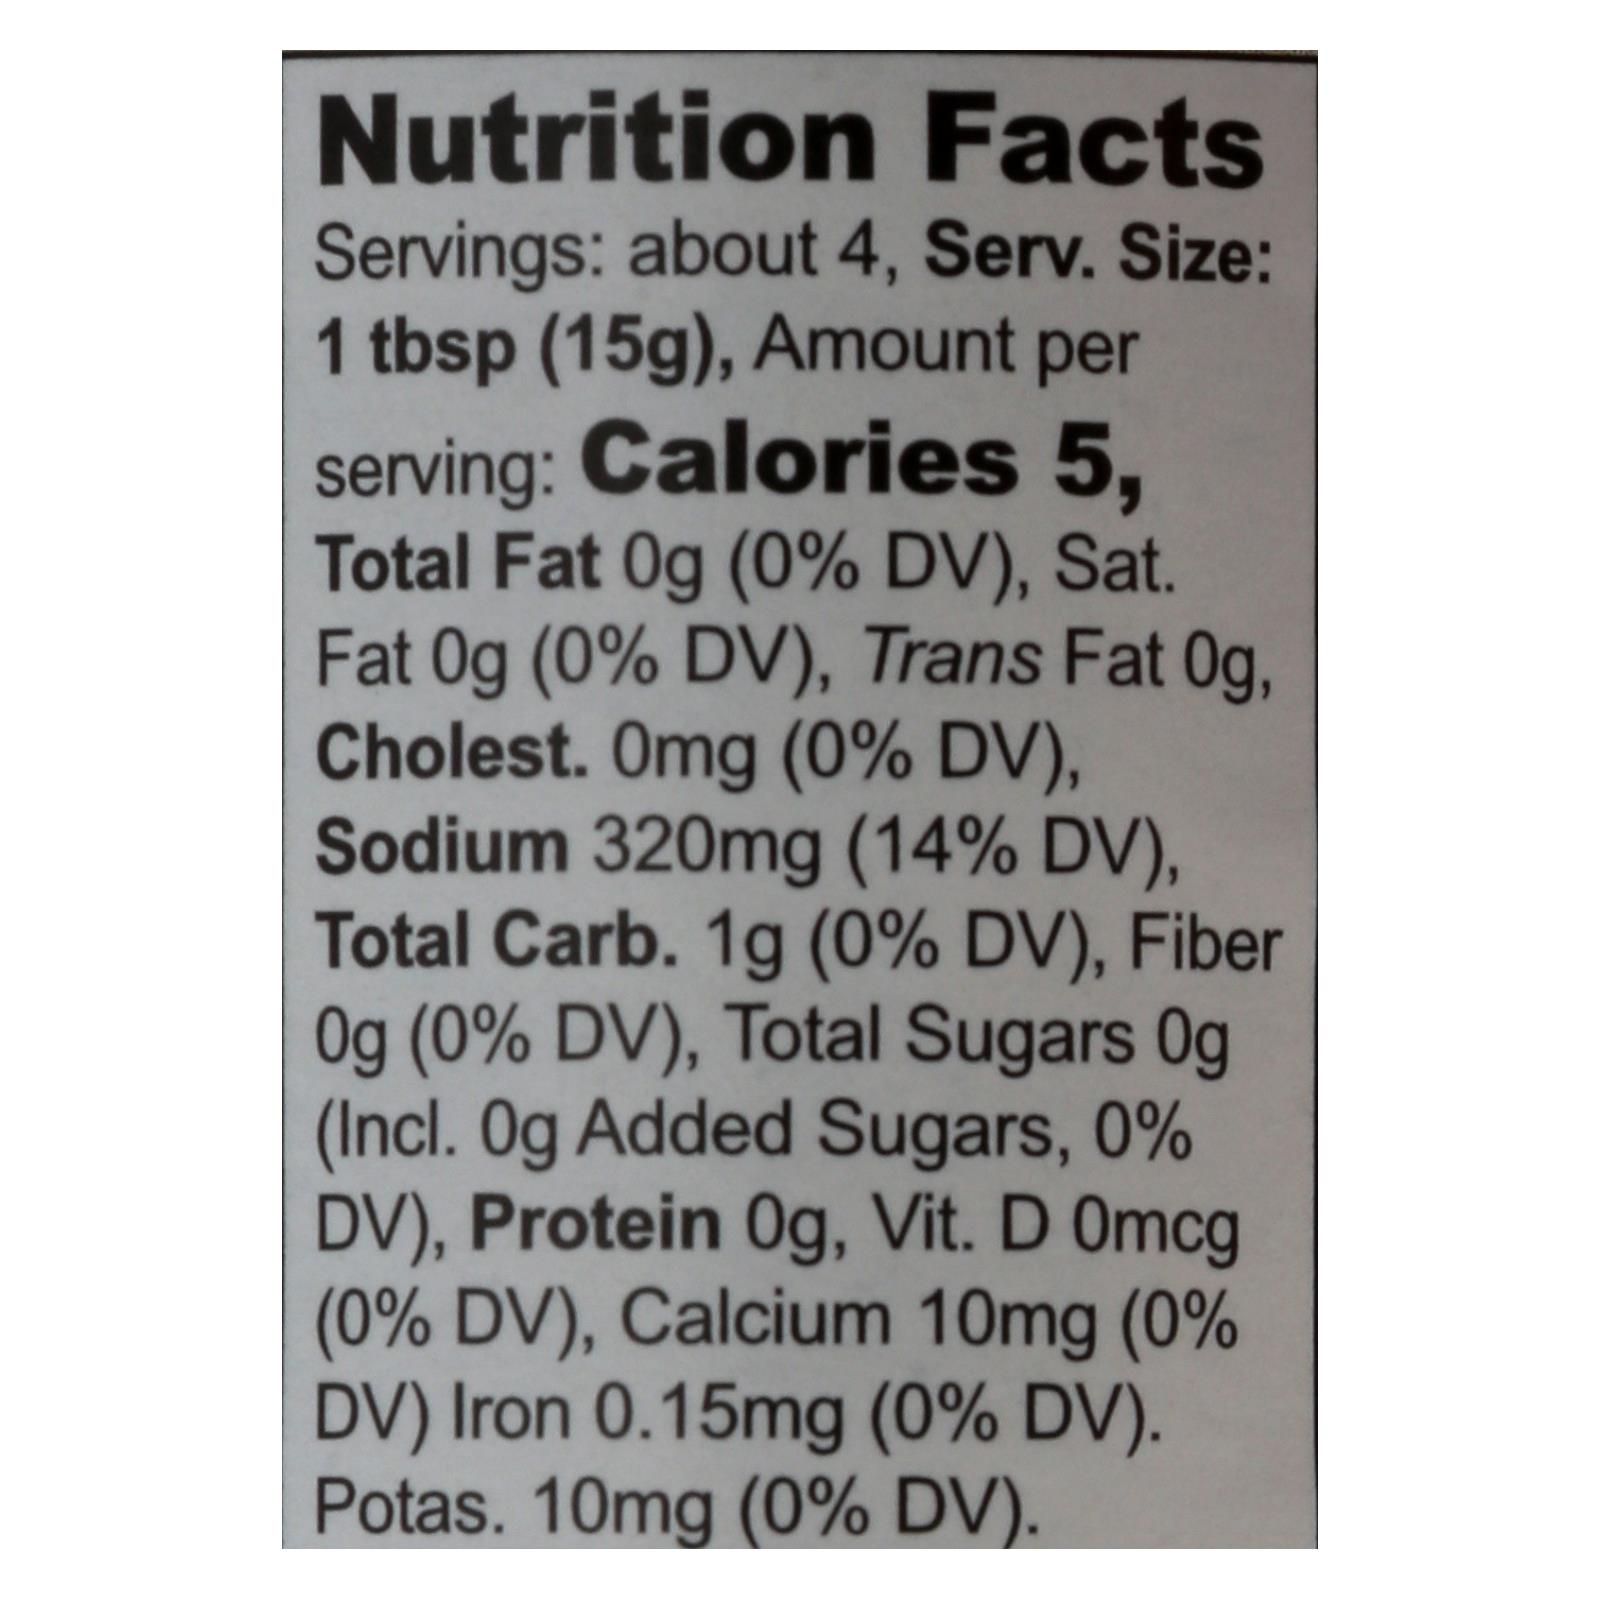 Nutrition Facts
Servings: about 4, Serv. Size:
1 tbsp (15g), Amount per
serving: Calories 5,
Total Fat 0g (0% DV), Sat.
Fat 0g (0% DV), Trans Fat 0g,
Cholest. 0mg (0% DV),
Sodium 320mg (14% DV),
Total Carb. 1g (0% DV), Fiber
0g (0% DV), Total Sugars 0g
(Incl. 0g Added Sugars, 0%
DV), Protein 0g, Vit. D 0mcg
(0% DV), Calcium 10mg (0%
DV) Iron 0.15mg (0% DV).
Potas. 10mg (0% DV).